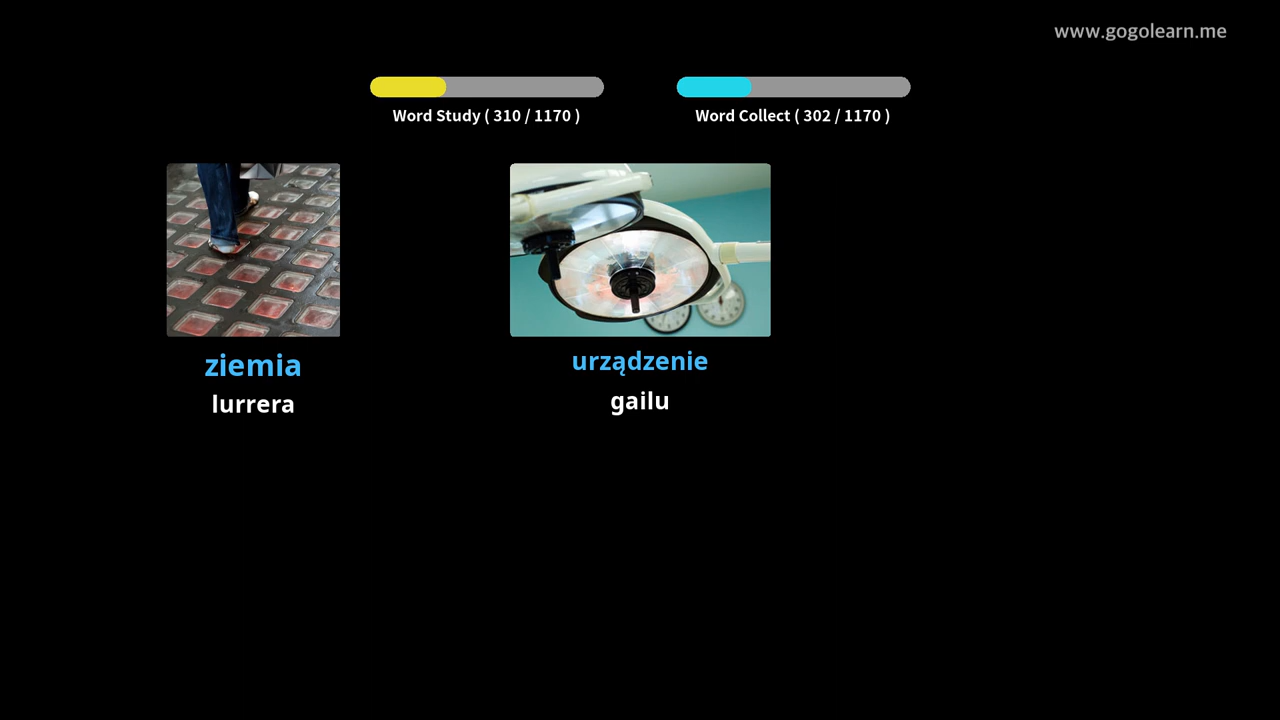 www.gogolearn.me
Word Study ( 310 / 1170 )
Word Collect ( 302 / 1170 )
ziemia
lurrera
urządzenie
gailu